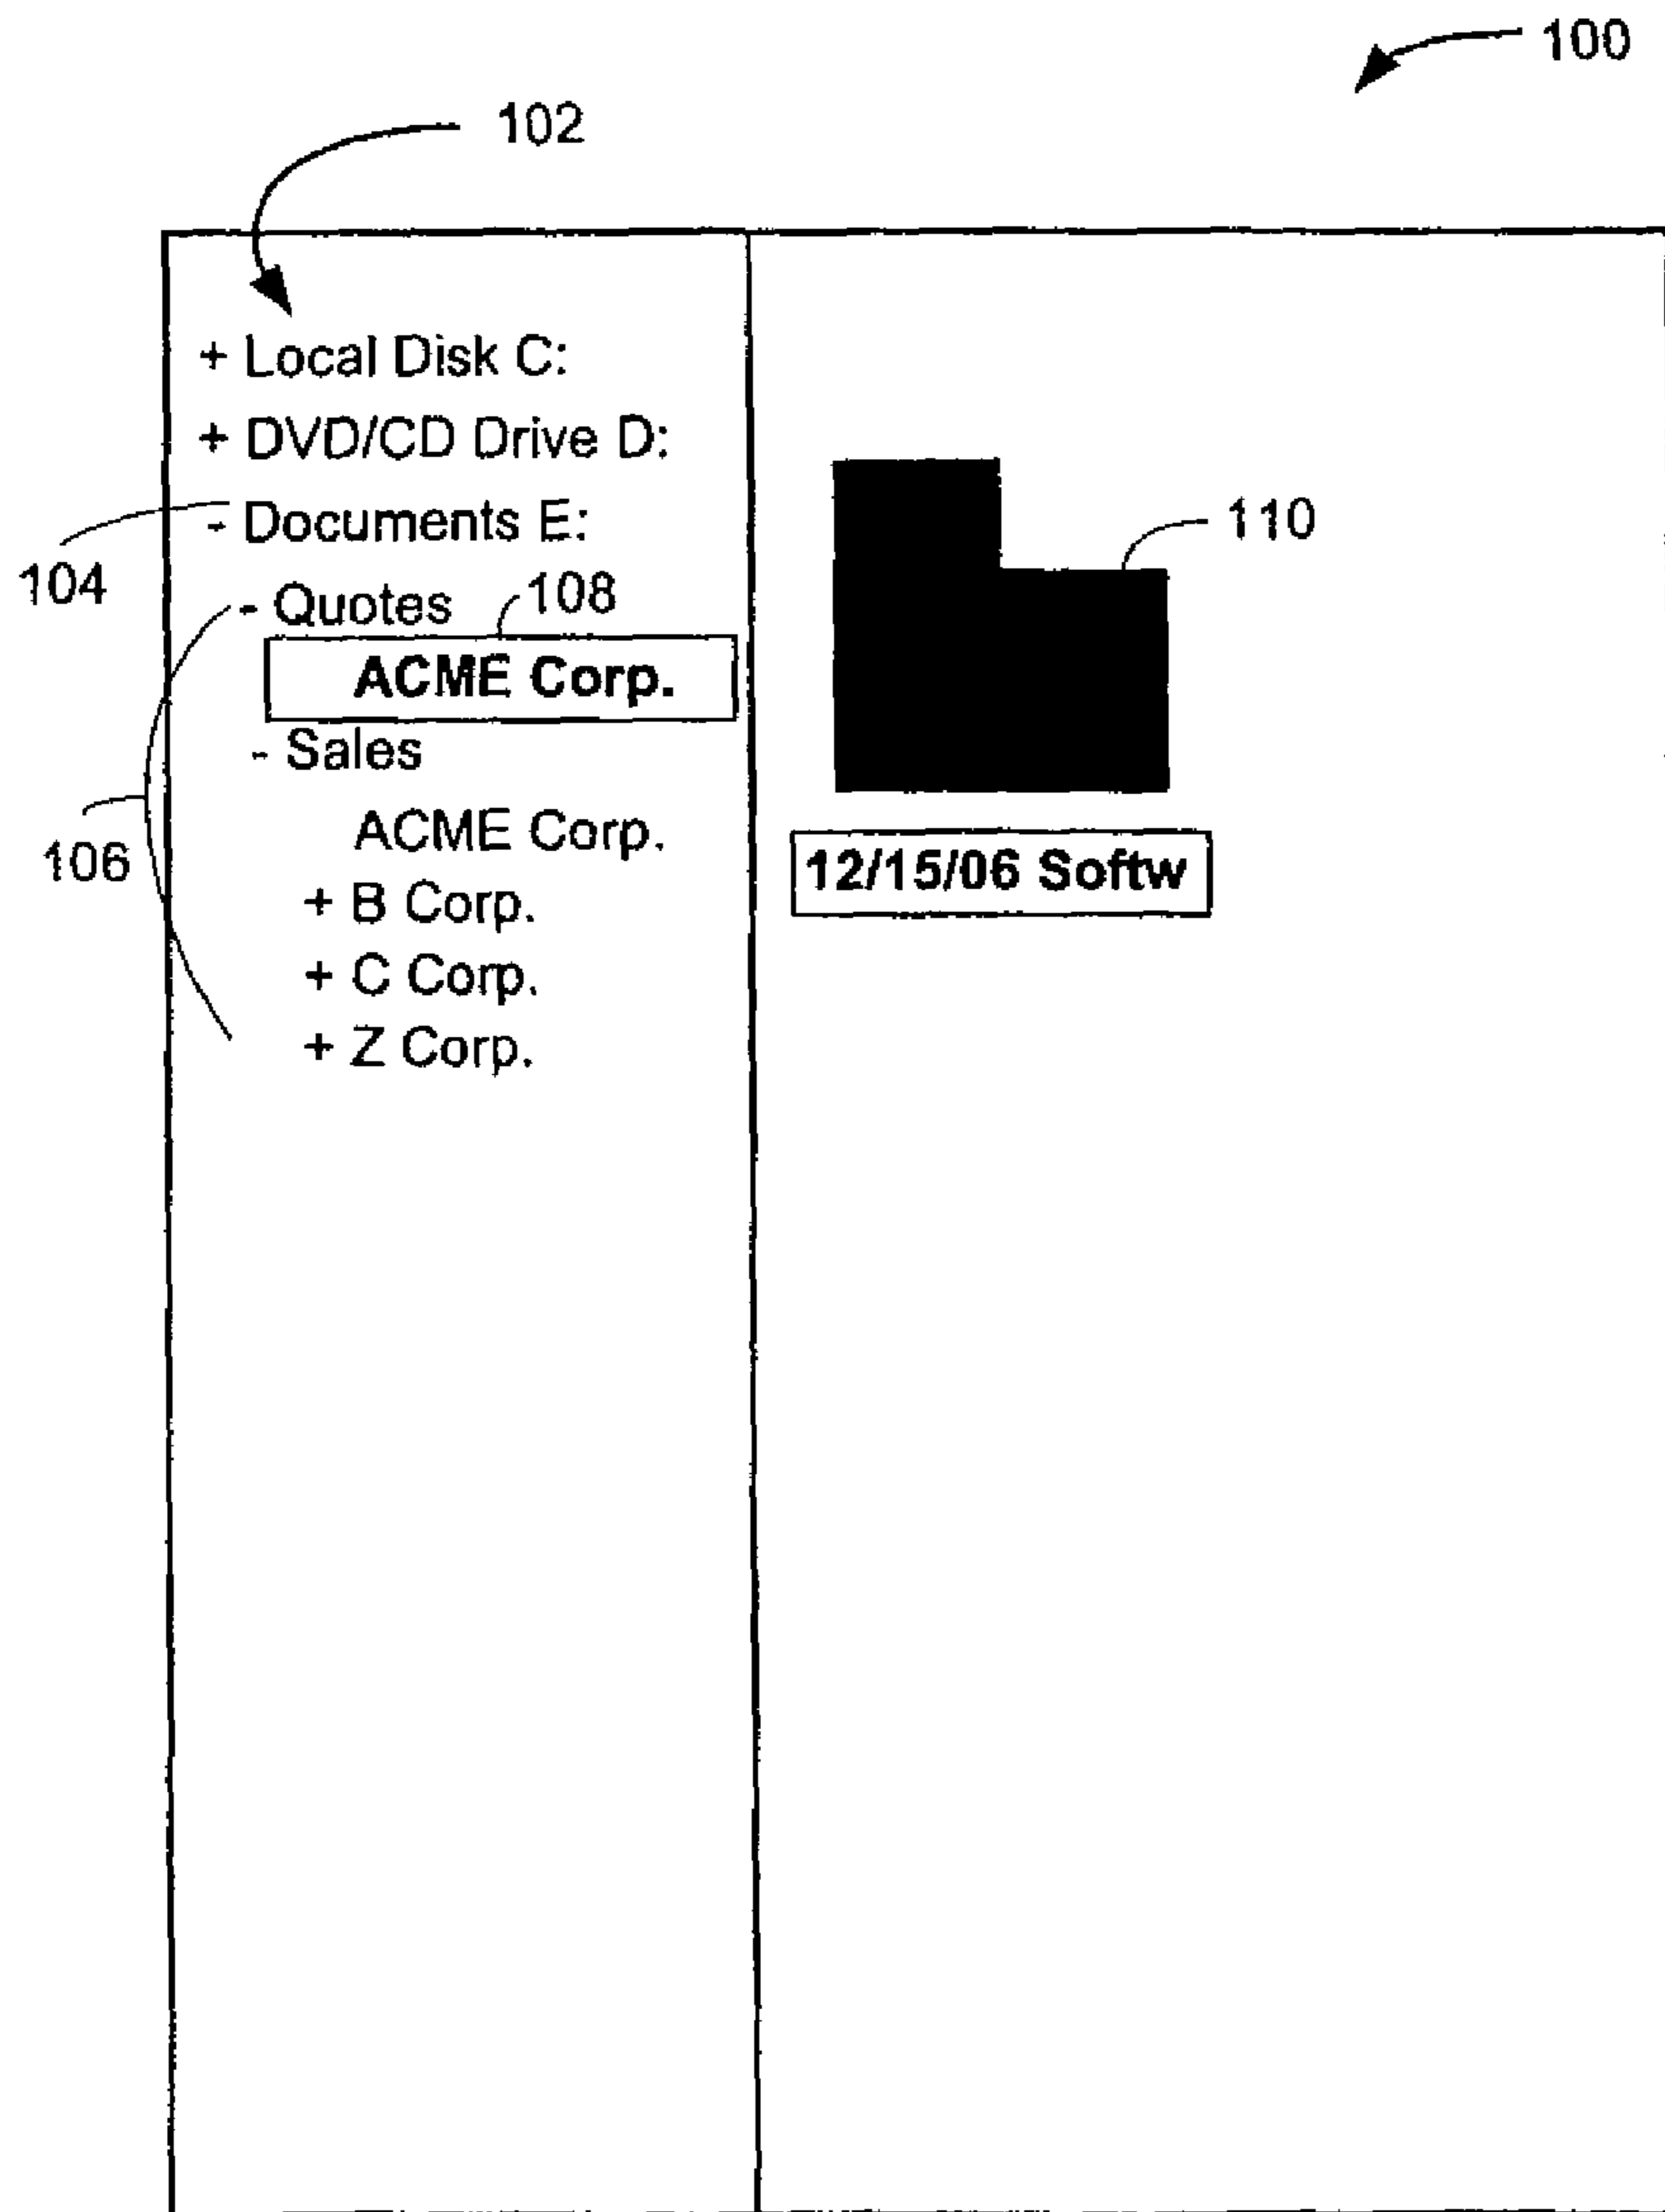 100
102
+ Local Disk C:
+ DVD/CD Drive D:
- Documents E:
104
- Quotes
108
ACME Corp.
- Sales
106
ACME Corp.
+ B Corp.
+ C Corp.
+ Z Corp.
110
12/15/06 Softw